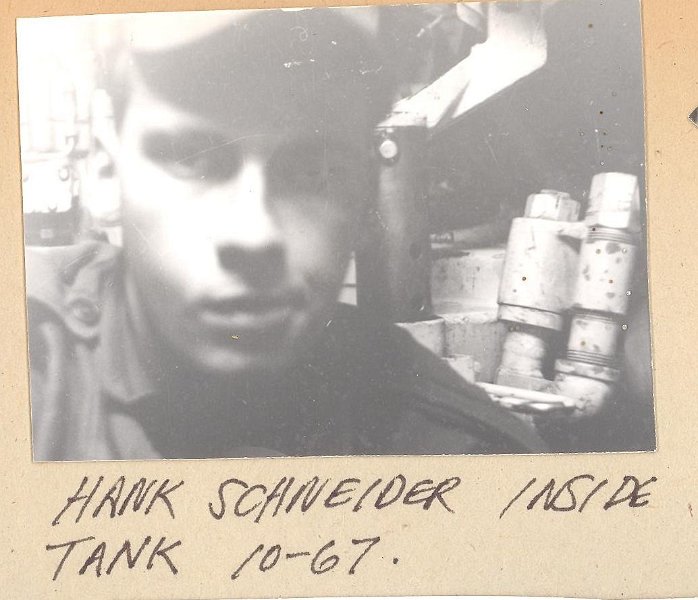 HANK SCHNEIDER INSIDE
TANK 10-67.